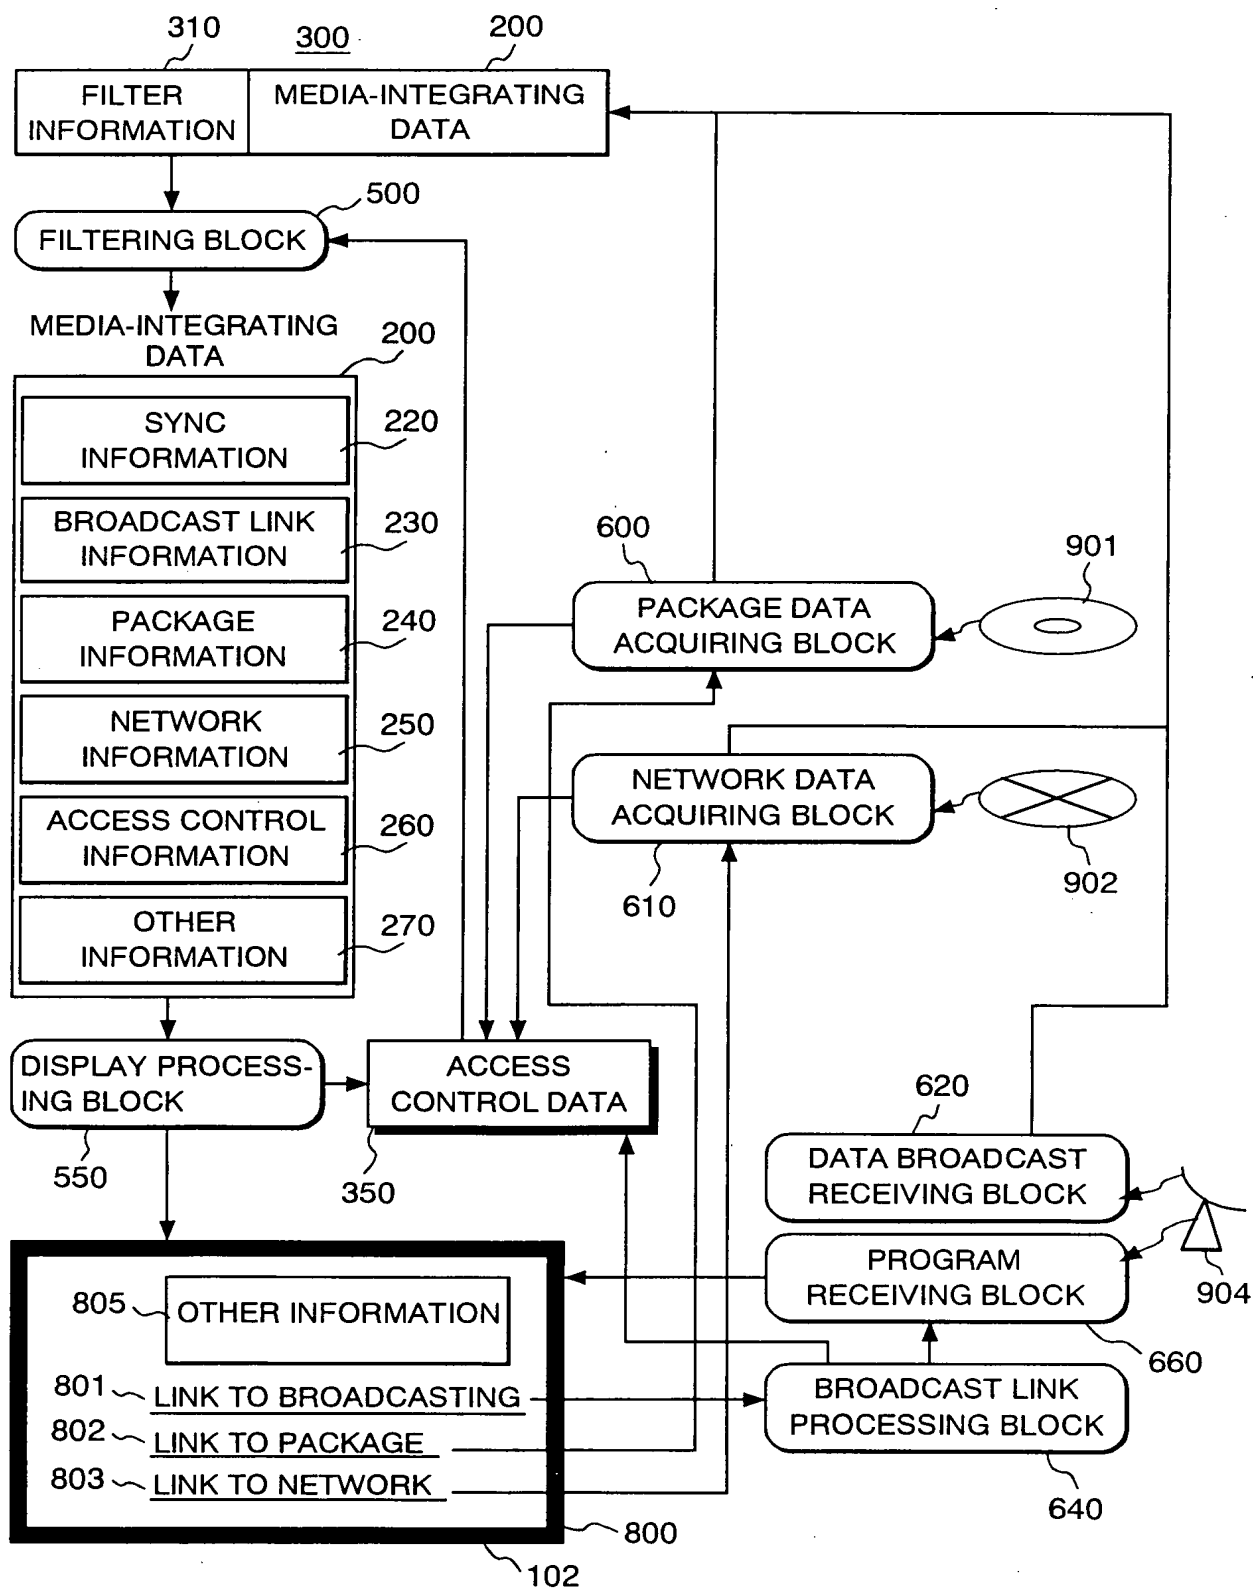 310
300
200
FILTER
INFORMATION
MEDIA-INTEGRATING
DATA
500
FILTERING BLOCK
MEDIA-INTEGRATING
DATA
200
SYNC
INFORMATION
220
BROADCAST LINK
INFORMATION
230
PACKAGE
INFORMATION
240
NETWORK
INFORMATION
250
ACCESS CONTROL
INFORMATION
260
OTHER
INFORMATION
270
600
PACKAGE DATA
ACQUIRING BLOCK
901
NETWORK DATA
ACQUIRING BLOCK
610
902
DISPLAY PROCESS-
ING BLOCK
550
ACCESS
CONTROL DATA
350
620
DATA BROADCAST
RECEIVING BLOCK
PROGRAM
RECEIVING BLOCK
904
660
BROADCAST LINK
PROCESSING BLOCK
640
805
OTHER INFORMATION
801
LINK TO BROADCASTING
802
LINK TO PACKAGE
803
LINK TO NETWORK
800
102